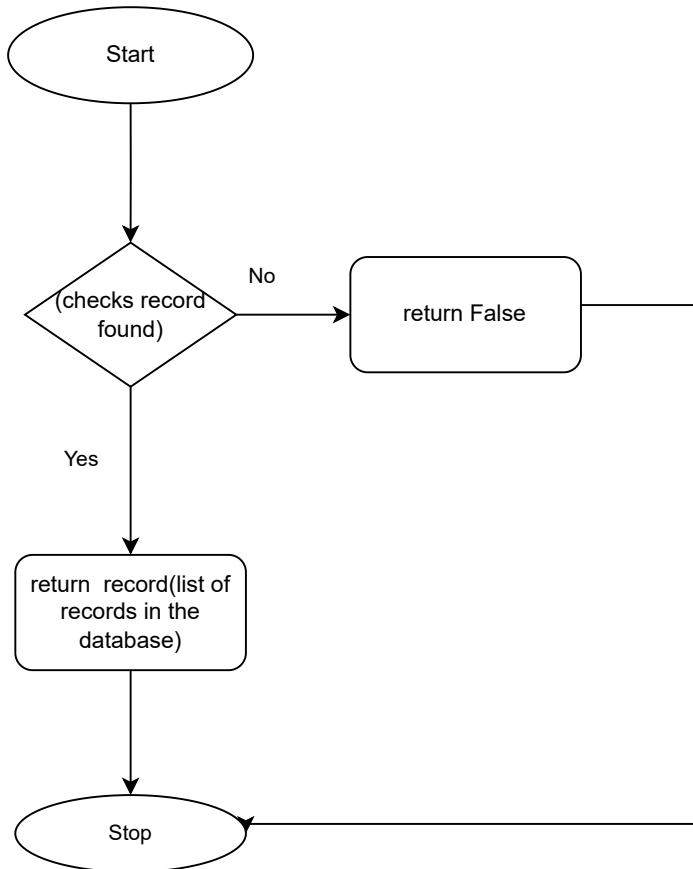 Start
No
(checks record
found)
return False
Yes
return  record(list of
records in the
database)
Stop